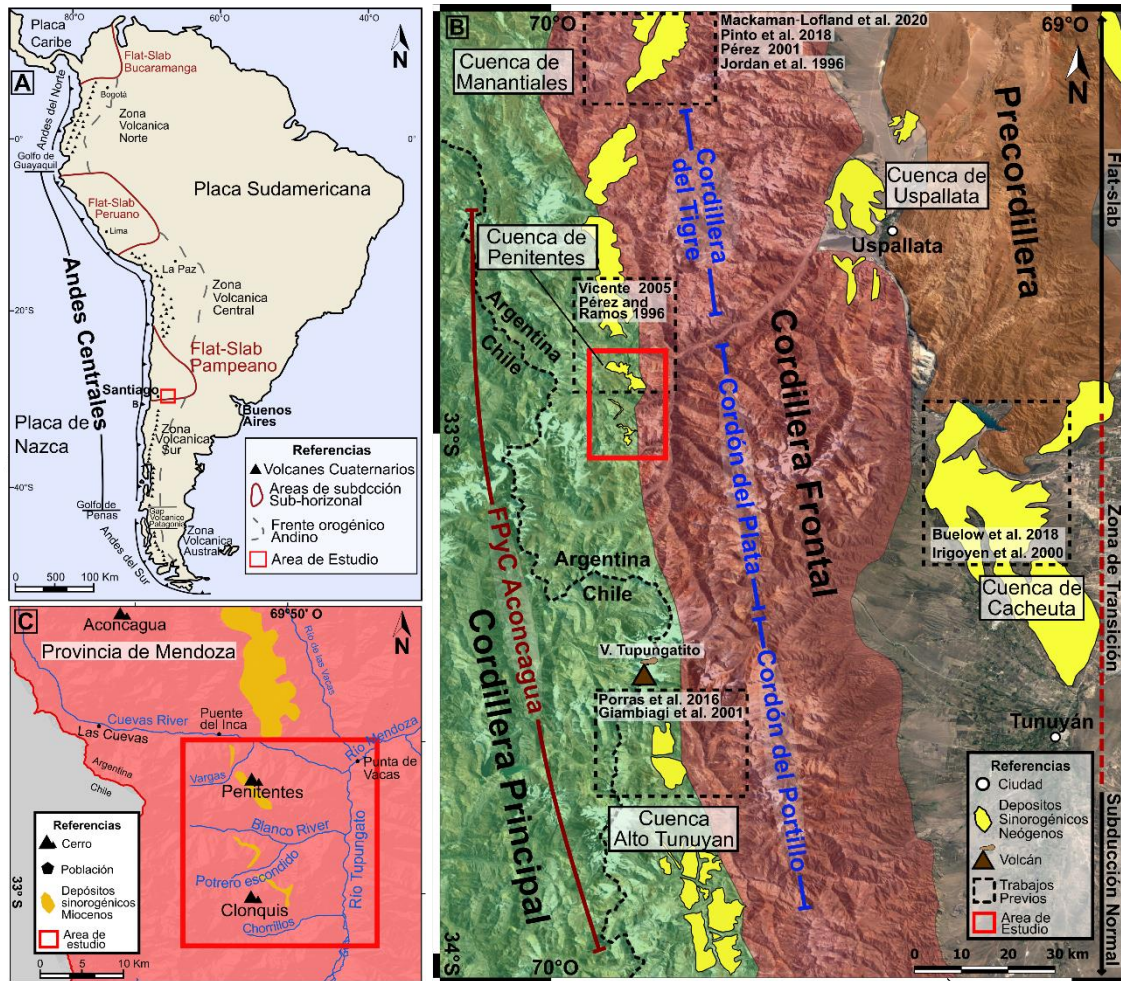 Placa
Caribe
80°O
60°O
40°O
N
A
Flat-Slab
Bucaramanga
Bogotá
Andes del Norte
Zona
Volcanica
Norte
0°
0°
Golfo de
Guayaquil
Placa Sudamericana
Flat-Slab
Peruano
Lima
La Paz
Zona
Volcanica
Central
Andes Centrales
20°S
Flat-Slab
Pampeano
Santiago
B
Buenos
Aires
Placa de
Nazca
Zona
Volcanica
Sur
40°S
Golfo de
Penas
Gap
Volcanico
Patagonico
Andes del Sur
Zona
Volcanica
Austral
Referencias
Volcanes Cuaternarios
Areas de subdcción
Sub-horizonal
Frente orogénico
Andino
Area de Estudio
0 50 100 Km
C
69°50' O
N
Aconcagua
Provincia de Mendoza
Río de las Vacas
Cuevas River
Puente
del Inca
Las Cuevas
Río Mendoza
Punta de
Vacas
Argentina
Chile
Vargas
Penitentes
Blanco River
Río Tupungato
Potrero escondido
Clonquis
Chorrillos
33° S
Referencias
Cerro
Población
Depósitos
sinorogénicos
Miocenos
Area de
estudio
0 5 10 Km
B
70°O
69°O
N
Mackaman-Lofland et al. 2020
Pinto et al. 2018
Pérez 2001
Jordan et al. 1996
Cuenca de
Manantiales
Precordillera
Flat-slab
Cordillera
del Tigre
Cuenca de
Uspallata
Uspallata
Cuenca de
Penitentes
Vicente 2005
Pérez and
Ramos 1996
Argentina
Chile
Cordillera Frontal
33°S
Cordón del Plata
FPyC Aconcagua
Cordillera Principal
Buelow et al. 2018
Irigoyen et al. 2000
Cuenca de
Cacheuta
Zona de Transición
Argentina
Chile
V. Tupungatito
Porras et al. 2016
Giambiagi et al. 2001
Cordón del Portillo
Tunuyán
Cuenca
Alto Tunuyan
Referencias
Ciudad
Depositos
Sinorogénicos
Neógenos
Volcán
Trabajos
Previos
Area de
Estudio
Subducción Normal
34°S
70°O
0 10 20 30 km